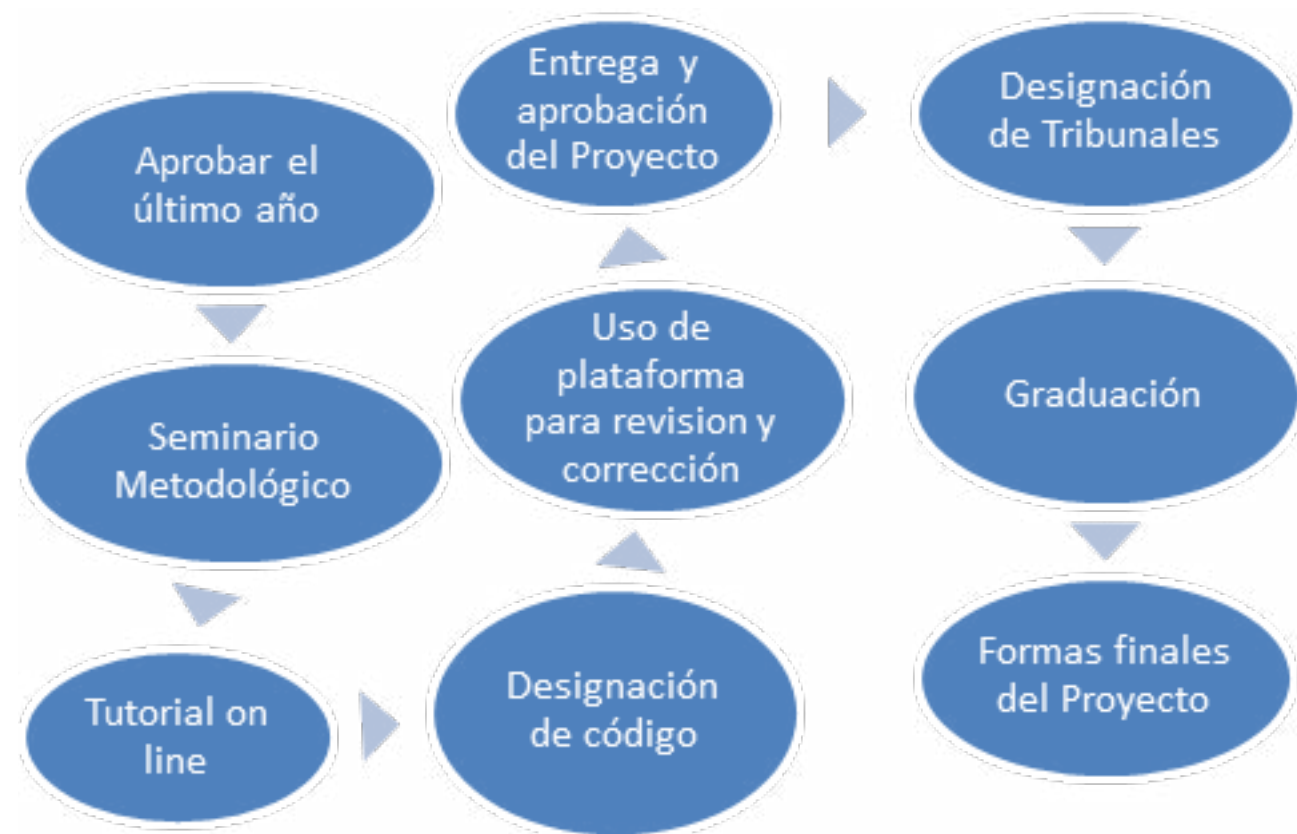 Aprobar el
último año
Seminario
Metodológico
Tutorial on
line
Designación
de código
Uso de
plataforma
para revision y
corrección
Entrega y
aprobación
del Proyecto
Designación
de Tribunales
Graduación
Formas finales
del Proyecto